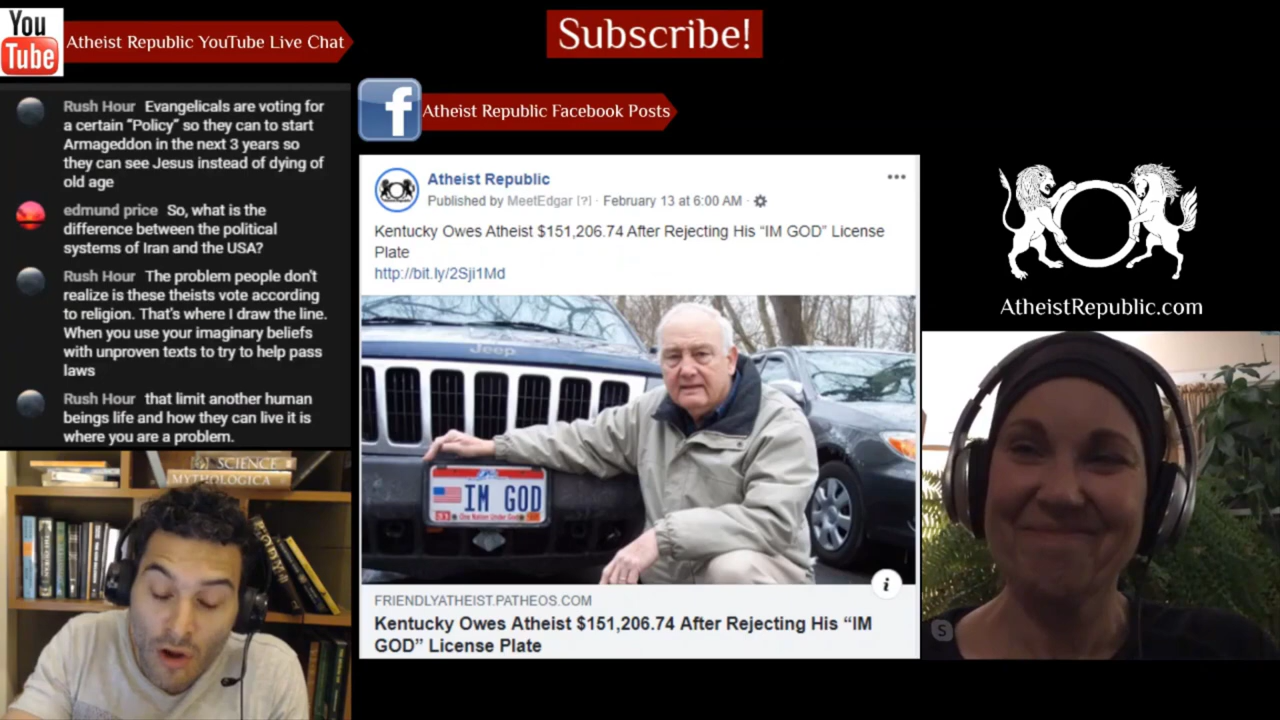 You
Tube
Atheist Republic YouTube Live Chat
Subscribe!
Rush Hour Evangelicals are voting for
a certain “Policy” so they can to start
Armageddon in the next 3 years so
they can see Jesus instead of dying of
old age
edmund price So, what is the
difference between the political
systems of Iran and the USA?
Rush Hour The problem people don't
realize is these theists vote according
to religion. That's where I draw the line.
When you use your imaginary beliefs
with unproven texts to try to help pass
laws
Rush Hour that limit another human
beings life and how they can live it is
where you are a problem.
SCIENCE
MYTHOLOGICA
f
Atheist Republic Facebook Posts
Atheist Republic
Published by MeetEdgar [?] · February 13 at 6:00 AM ·
Kentucky Owes Atheist $151,206.74 After Rejecting His “IM GOD” License
Plate
http://bit.ly/2Sji1Md
Jeep
IM GOD
One Nation Under God
i
FRIENDLYATHEIST.PATHEOS.COM
Kentucky Owes Atheist $151,206.74 After Rejecting His “IM
GOD” License Plate
AtheistRepublic.com
S